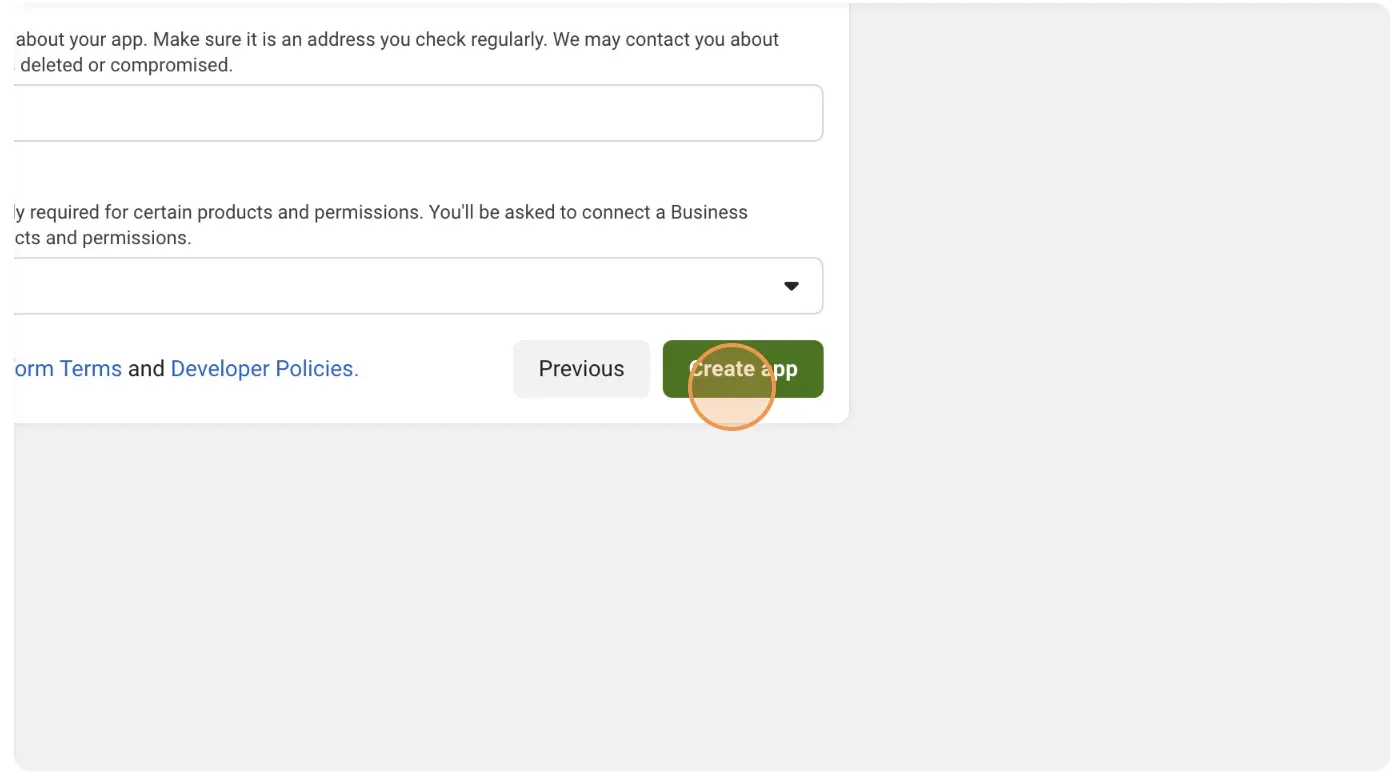 about your app. Make sure it is an address you check regularly. We may contact you about
deleted or compromised.
y required for certain products and permissions. You'll be asked to connect a Business
cts and permissions.
orm Terms and Developer Policies.
Previous
Create app